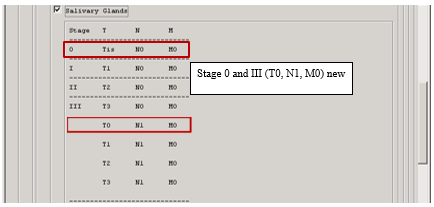 Salivary Glands
Stage T N M
------------------------------
0 Tis N0 M0
------------------------------
I T1 N0 M0
------------------------------
II T2 N0 M0
------------------------------
III T3 N0 M0
T0 N1 M0
T1 N1 M0
T2 N1 M0
T3 N1 M0
------------------------------
Stage 0 and III (T0, N1, M0) new